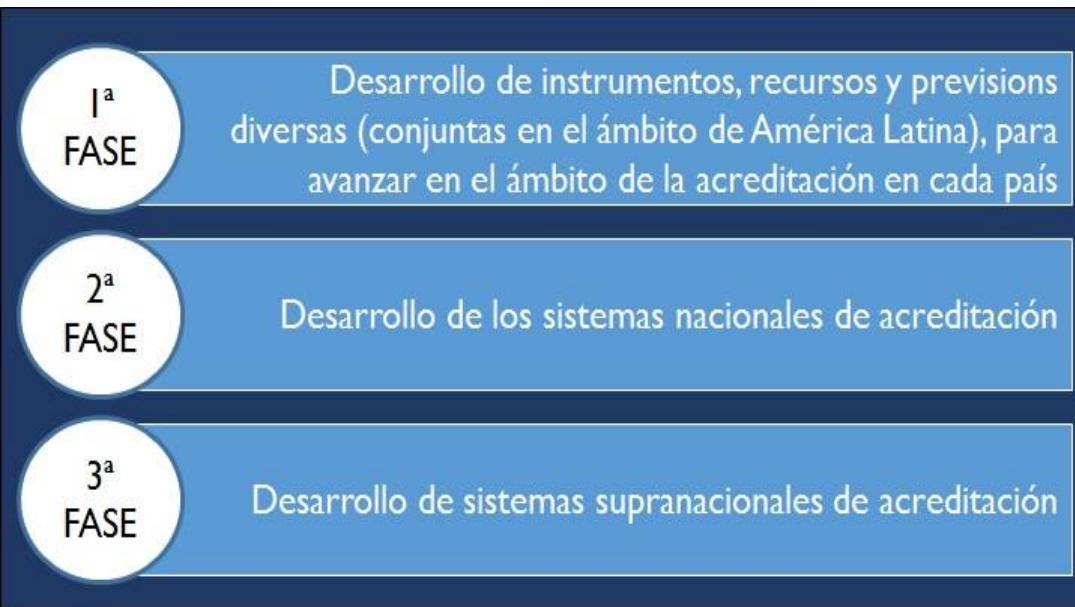 1ª
FASE
Desarrollo de instrumentos, recursos y previsions
diversas (conjuntas en el ámbito de América Latina), para
avanzar en el ámbito de la acreditación en cada país
2ª
FASE
Desarrollo de los sistemas nacionales de acreditación
3ª
FASE
Desarrollo de sistemas supranacionales de acreditación